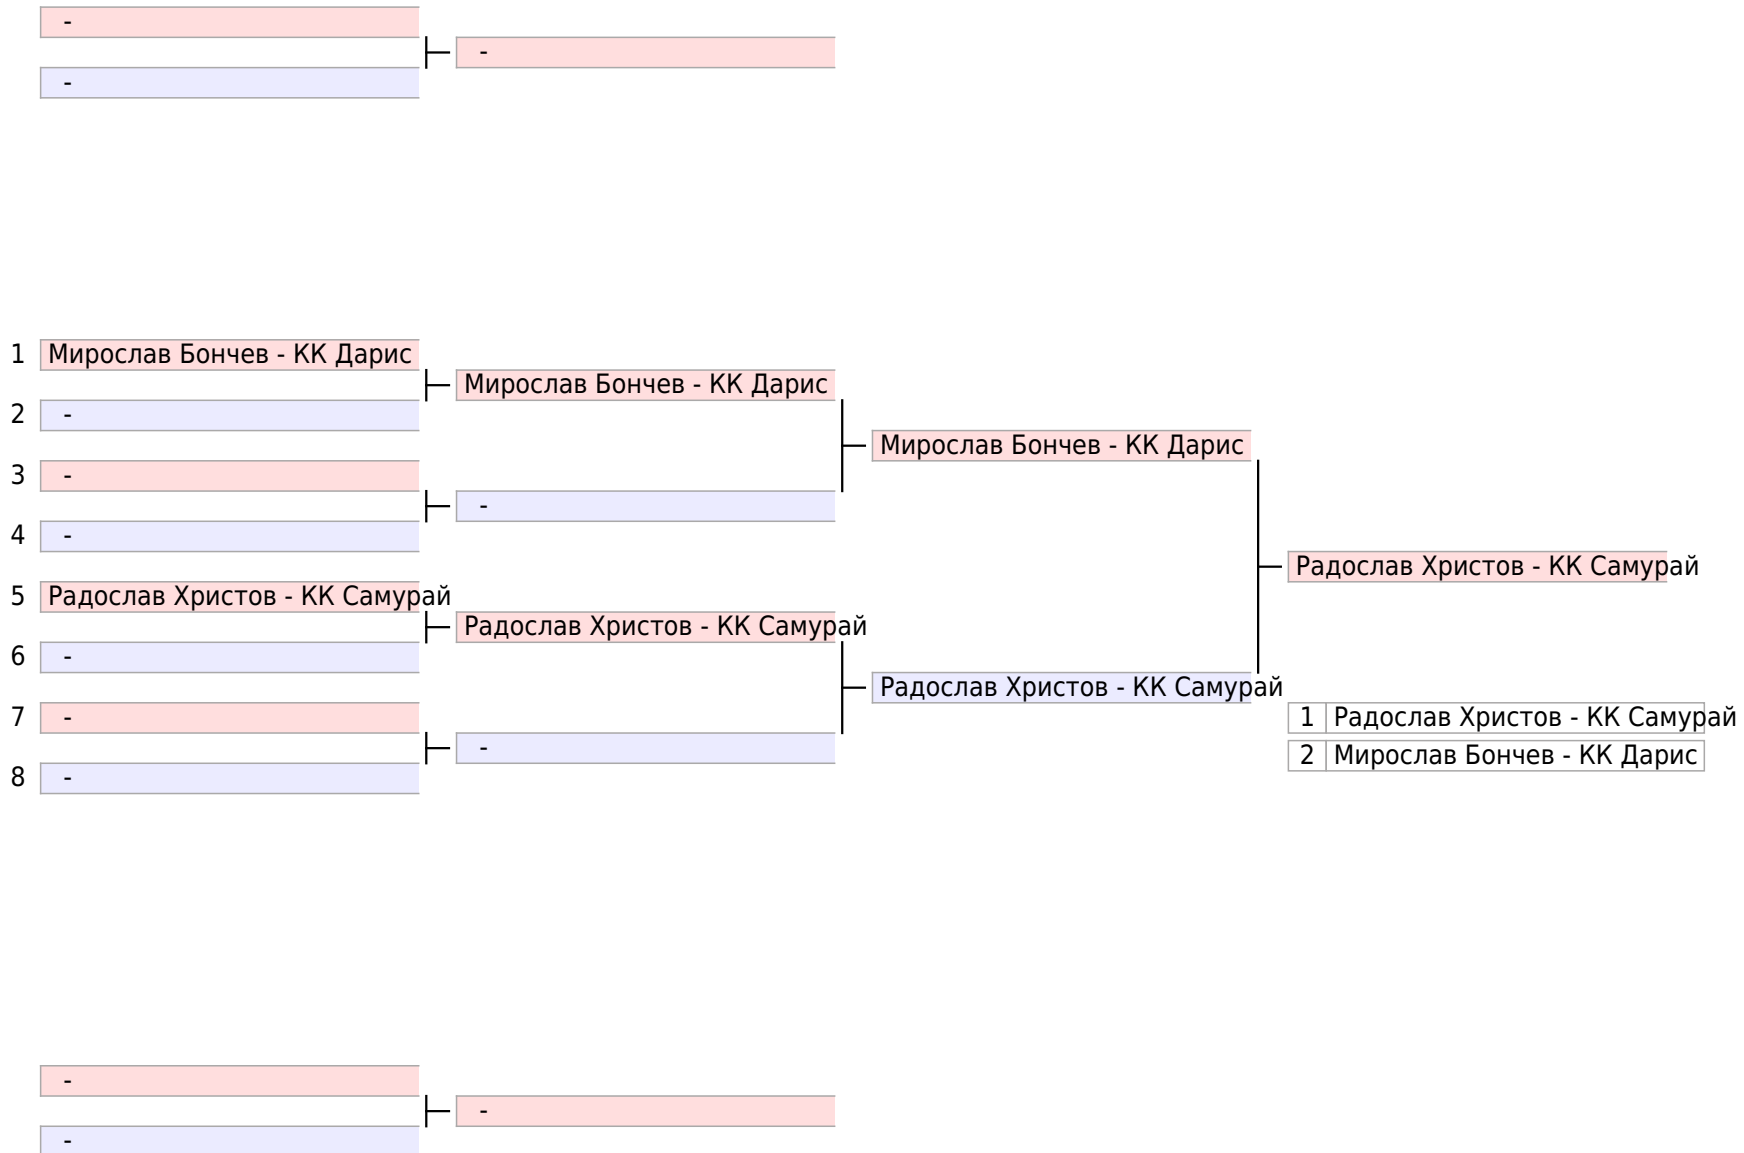 -
-
-
1 Мирослав Бончев - КК Дарис
Мирослав Бончев - КК Дарис
2 -
Мирослав Бончев - КК Дарис
3 -
-
4 -
Радослав Христов - КК Самурай
5 Радослав Христов - КК Самурай
Радослав Христов - КК Самурай
6 -
Радослав Христов - КК Самурай
7 -
1 Радослав Христов - КК Самурай
-
2 Мирослав Бончев - КК Дарис
8 -
-
-
-